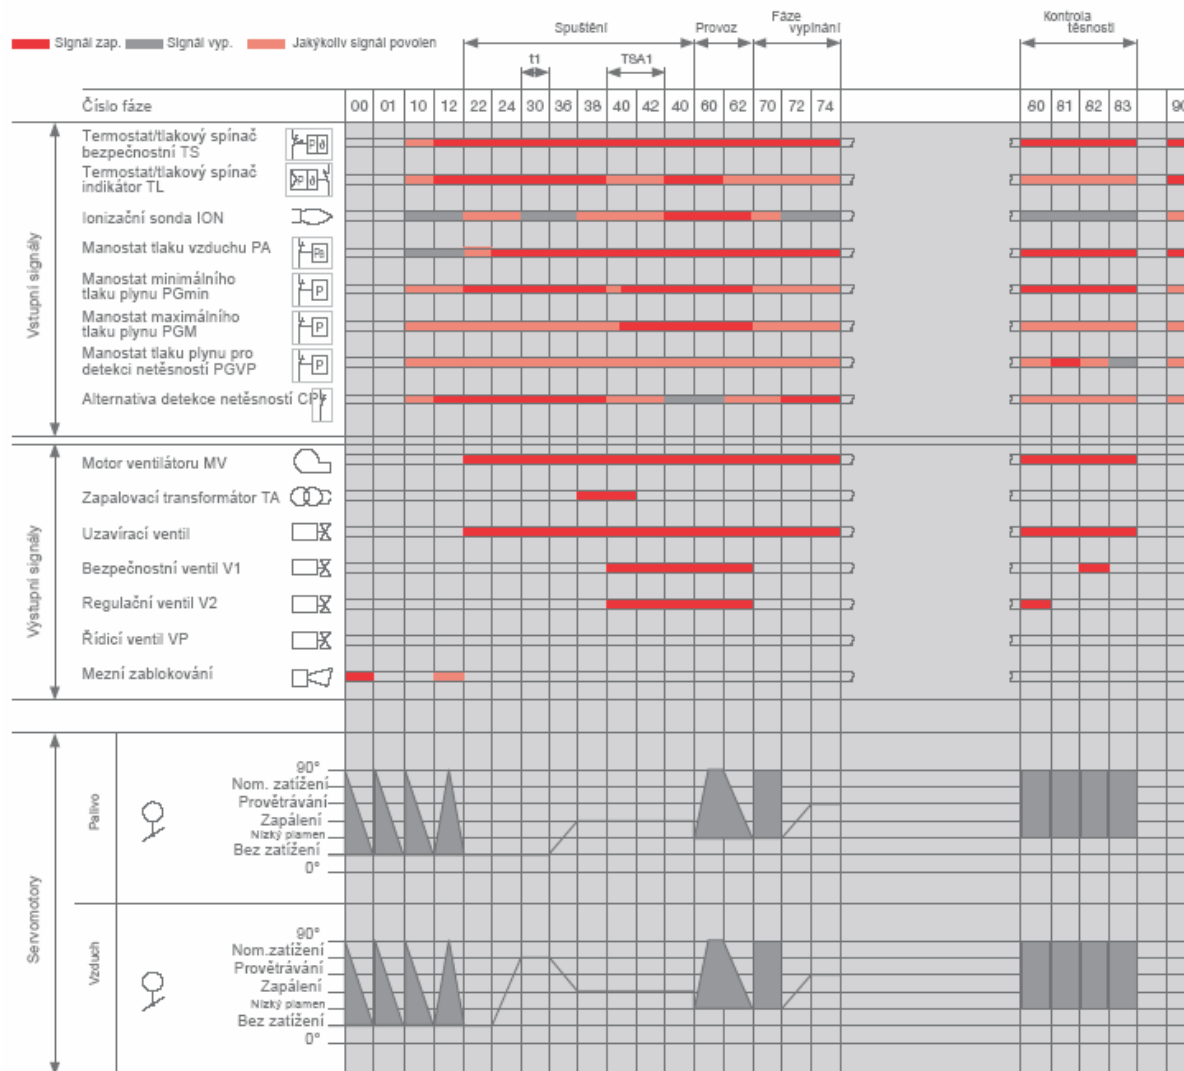 Signál zap.
Signál vyp.
Jakýkoliv signál povolen
Spuštění
Provoz
Fáze
vypínání
Kontrola
těsnosti
t1
TSA1
Číslo fáze
00 01 10 12 22 24 30 36 38 40 42 40 60 62 70 72 74 80 81 82 83 90
Vstupní signály
Termostat/tlakový spínač
bezpečnostní TS
Termostat/tlakový spínač
indikátor TL
Ionizační sonda ION
Manostat tlaku vzduchu PA
Manostat minimálního
tlaku plynu PGmin
Manostat maximálního
tlaku plynu PGM
Manostat tlaku plynu pro
detekci netěsností PGVP
Alternativa detekce netěsností CPI
Výstupní signály
Motor ventilátoru MV
Zapalovací transformátor TA
Uzavírací ventil
Bezpečnostní ventil V1
Regulační ventil V2
Řídicí ventil VP
Mezní zablokování
Servomotory
Palivo
90°
Nom. zatížení
Provětrávání
Zapálení
Nízký plamen
Bez zatížení
0°
Vzduch
90°
Nom.zatížení
Provětrávání
Zapálení
Nízký plamen
Bez zatížení
0°